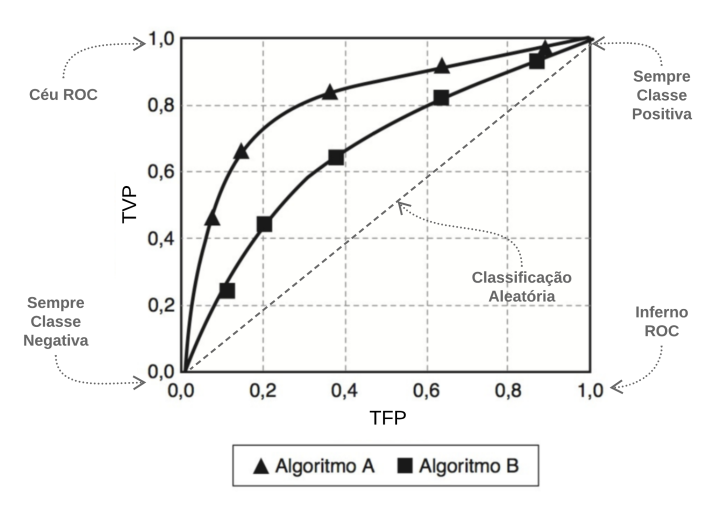 1,0
0,8
0,6
0,4
0,2
0,0
TVP
0,0 0,2 0,4 0,6 0,8 1,0
TFP
Céu ROC
Sempre
Classe
Positiva
Classificação
Aleatória
Sempre
Classe
Negativa
Inferno
ROC
Algoritmo A Algoritmo B